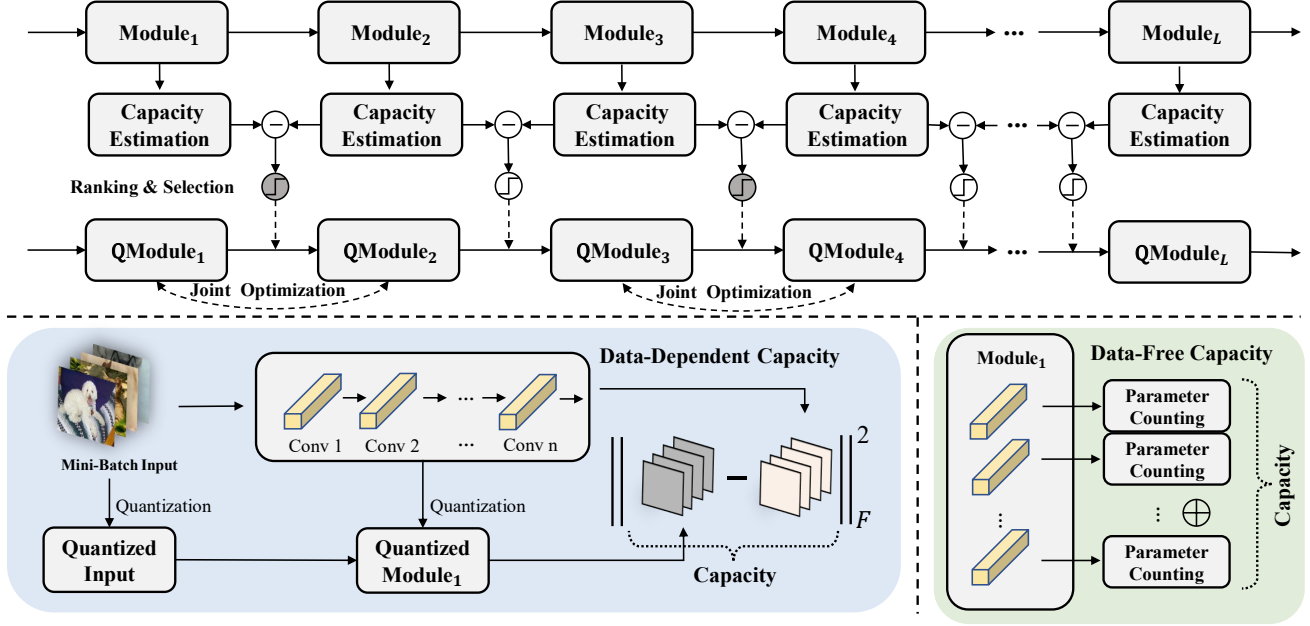 Module₁ Module₂ Module₃ Module₄ ... Module_L
Capacity Capacity Capacity Capacity Capacity
Estimation Estimation Estimation Estimation ... Estimation
− − − − −
Ranking & Selection
QModule₁ QModule₂ QModule₃ QModule₄ ... QModule_L
Joint Optimization Joint Optimization
Data-Dependent Capacity
Conv 1 Conv 2 ... Conv n
Mini-Batch Input
Quantization Quantization
Quantized
Input
Quantized
Module₁
‖ − ‖ 2 F
Capacity
Data-Free Capacity
Module₁
Parameter
Counting
Parameter
Counting
⋮ ⊕
Parameter
Counting
Capacity